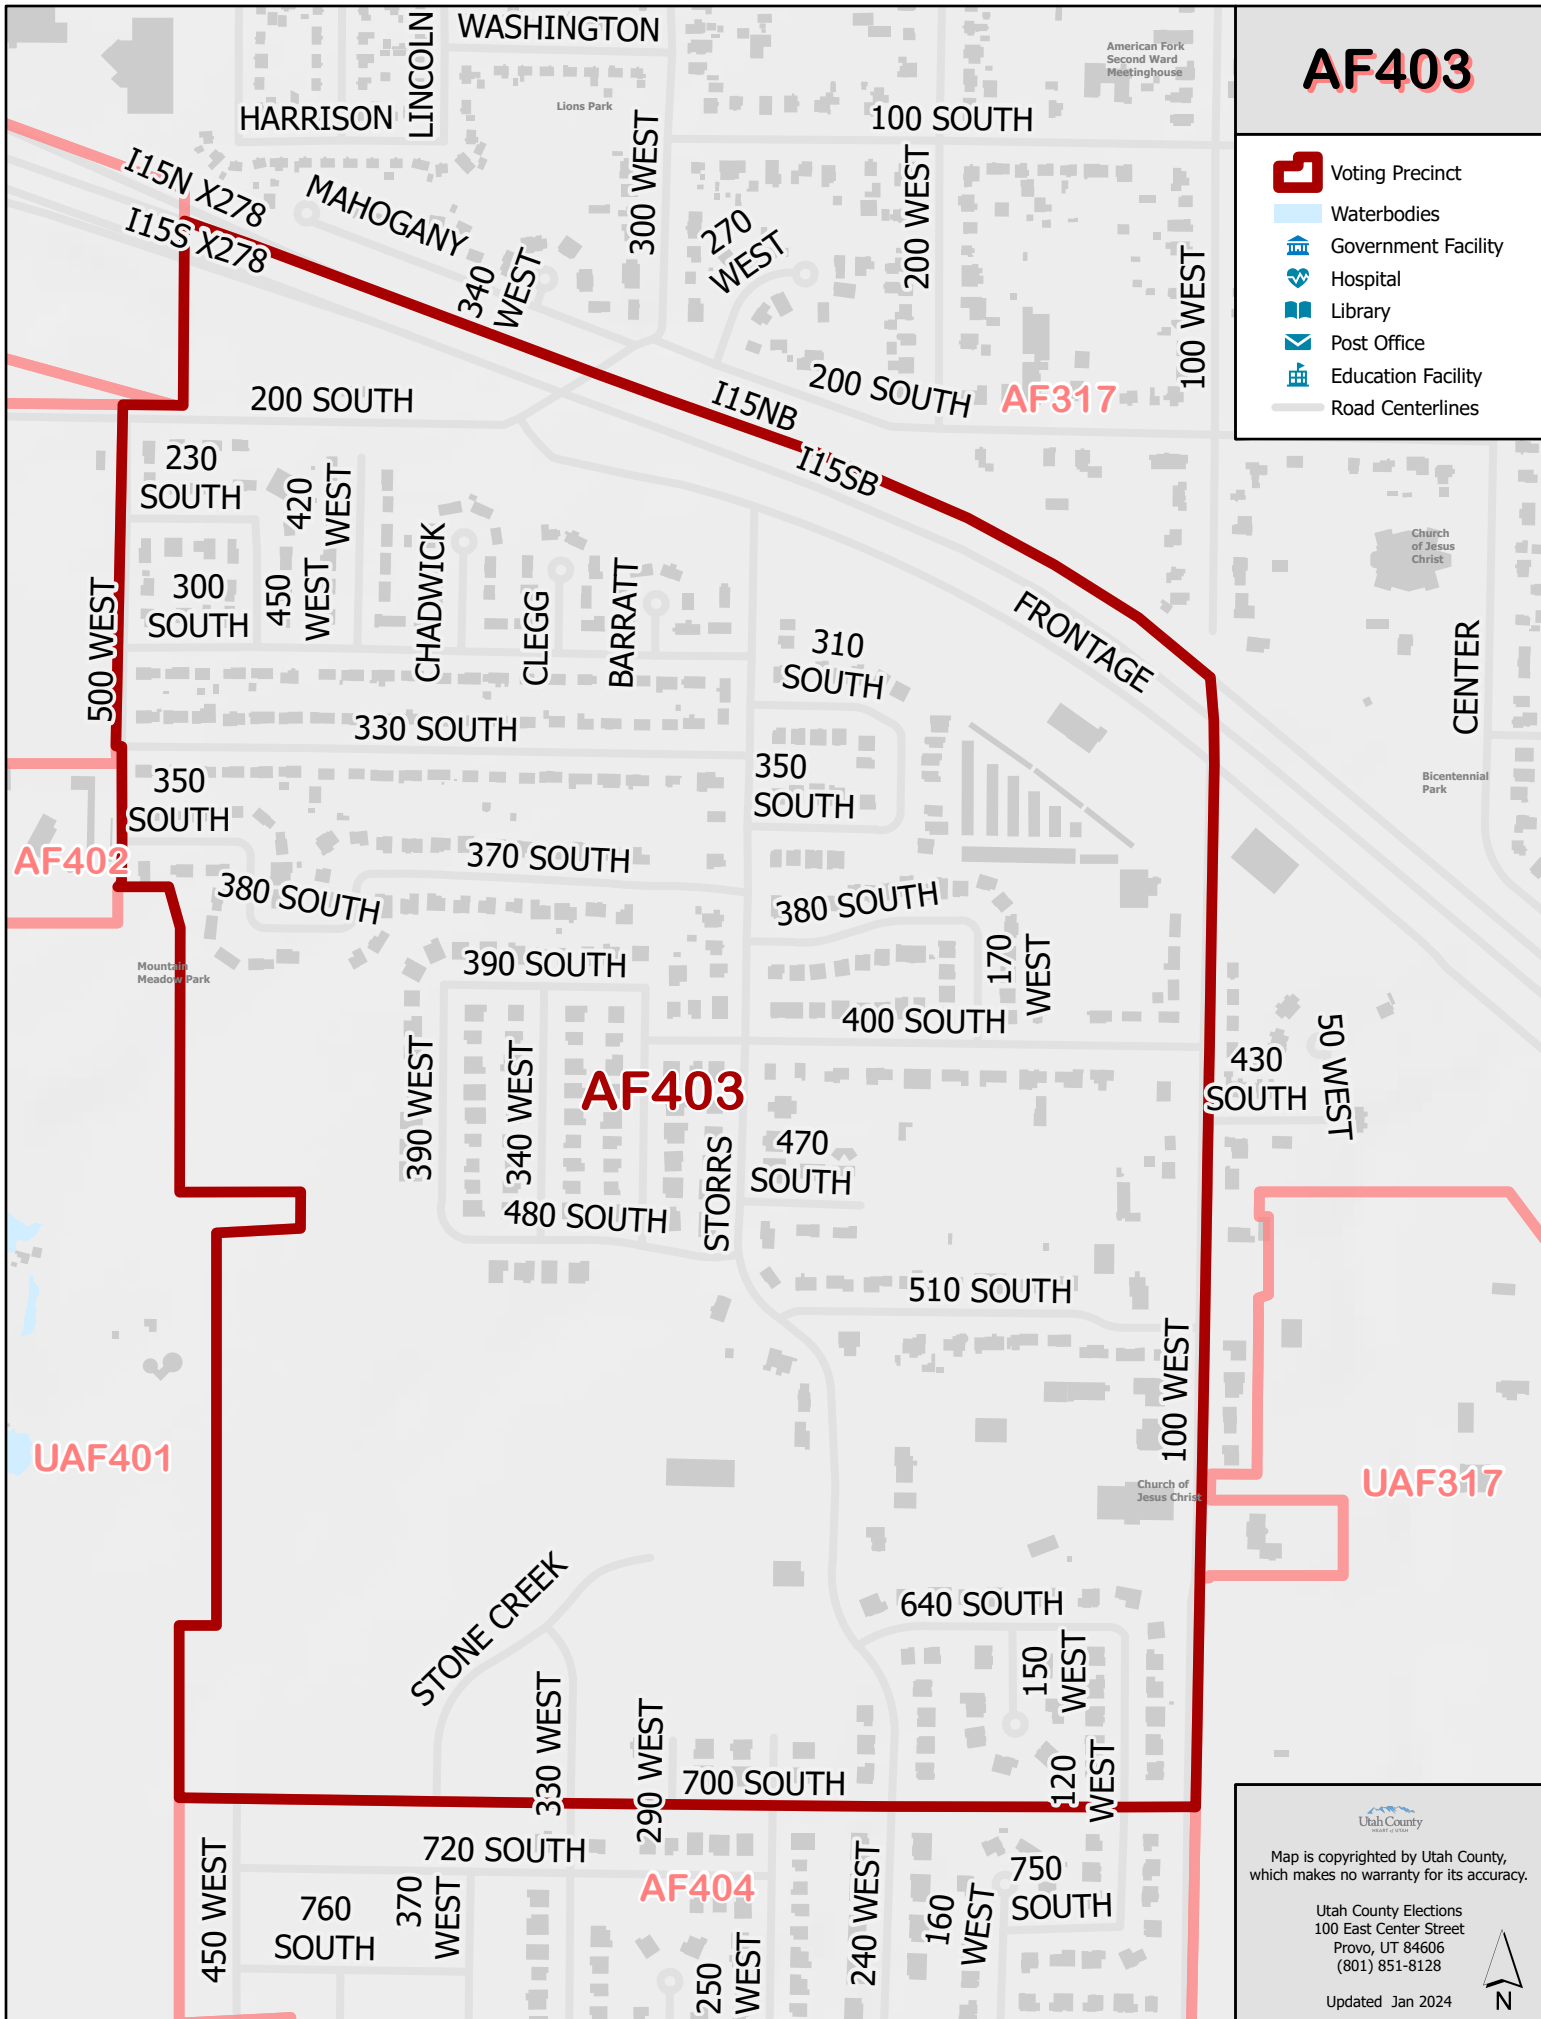 AF403
Voting Precinct
Waterbodies
Government Facility
Hospital
Library
Post Office
Education Facility
Road Centerlines
WASHINGTON
LINCOLN
HARRISON
Lions Park
American Fork
Second Ward
Meetinghouse
100 SOUTH
I15N X278
I15S X278
MAHOGANY
340
WEST
300 WEST
270
WEST
200 WEST
100 WEST
200 SOUTH
200 SOUTH
AF317
I15NB
I15SB
230
SOUTH
420
WEST
300
SOUTH
450
WEST
500 WEST
CHADWICK
CLEGG
BARRATT
310
SOUTH
FRONTAGE
Church
of Jesus
Christ
CENTER
330 SOUTH
350
SOUTH
350
SOUTH
Bicentennial
Park
AF402
370 SOUTH
380 SOUTH
380 SOUTH
Mountain
Meadow Park
390 SOUTH
170
WEST
400 SOUTH
390 WEST
340 WEST
AF403
50 WEST
430
SOUTH
STORRS
470
SOUTH
480 SOUTH
510 SOUTH
100 WEST
UAF401
UAF317
Church of
Jesus Christ
STONE CREEK
640 SOUTH
150
WEST
330 WEST
290 WEST
700 SOUTH
120
WEST
720 SOUTH
450 WEST
760
SOUTH
370
WEST
AF404
250
WEST
240 WEST
160
WEST
750
SOUTH
Utah County
HEART of UTAH
Map is copyrighted by Utah County,
which makes no warranty for its accuracy.
Utah County Elections
100 East Center Street
Provo, UT 84606
(801) 851-8128
Updated Jan 2024
N